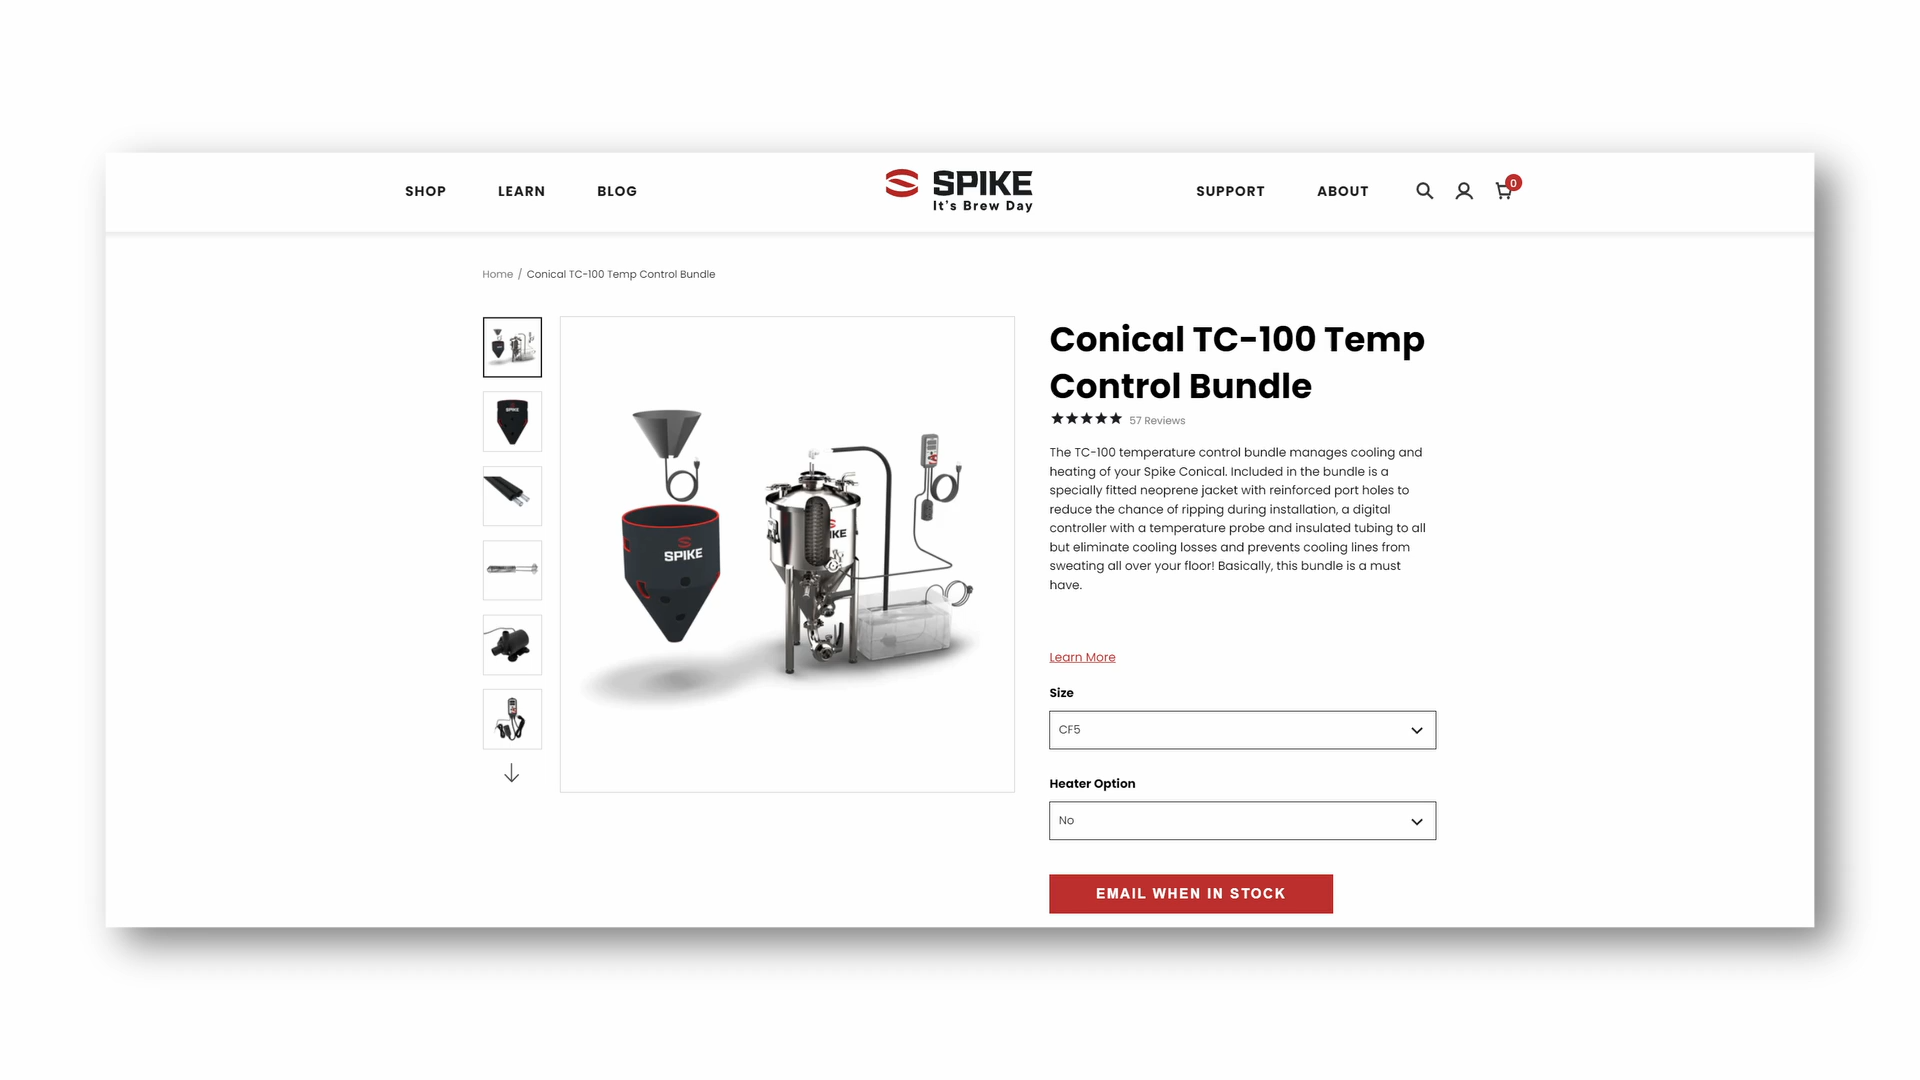 SHOP
LEARN
BLOG
SPIKE
It's Brew Day
SUPPORT
ABOUT
0
Home / Conical TC-100 Temp Control Bundle
Conical TC-100 Temp
Control Bundle
57 Reviews
The TC-100 temperature control bundle manages cooling and
heating of your Spike Conical. Included in the bundle is a
specially fitted neoprene jacket with reinforced port holes to
reduce the chance of ripping during installation, a digital
controller with a temperature probe and insulated tubing to all
but eliminate cooling losses and prevents cooling lines from
sweating all over your floor! Basically, this bundle is a must
have.
SPIKE
Learn More
Size
CF5
Heater Option
No
EMAIL WHEN IN STOCK